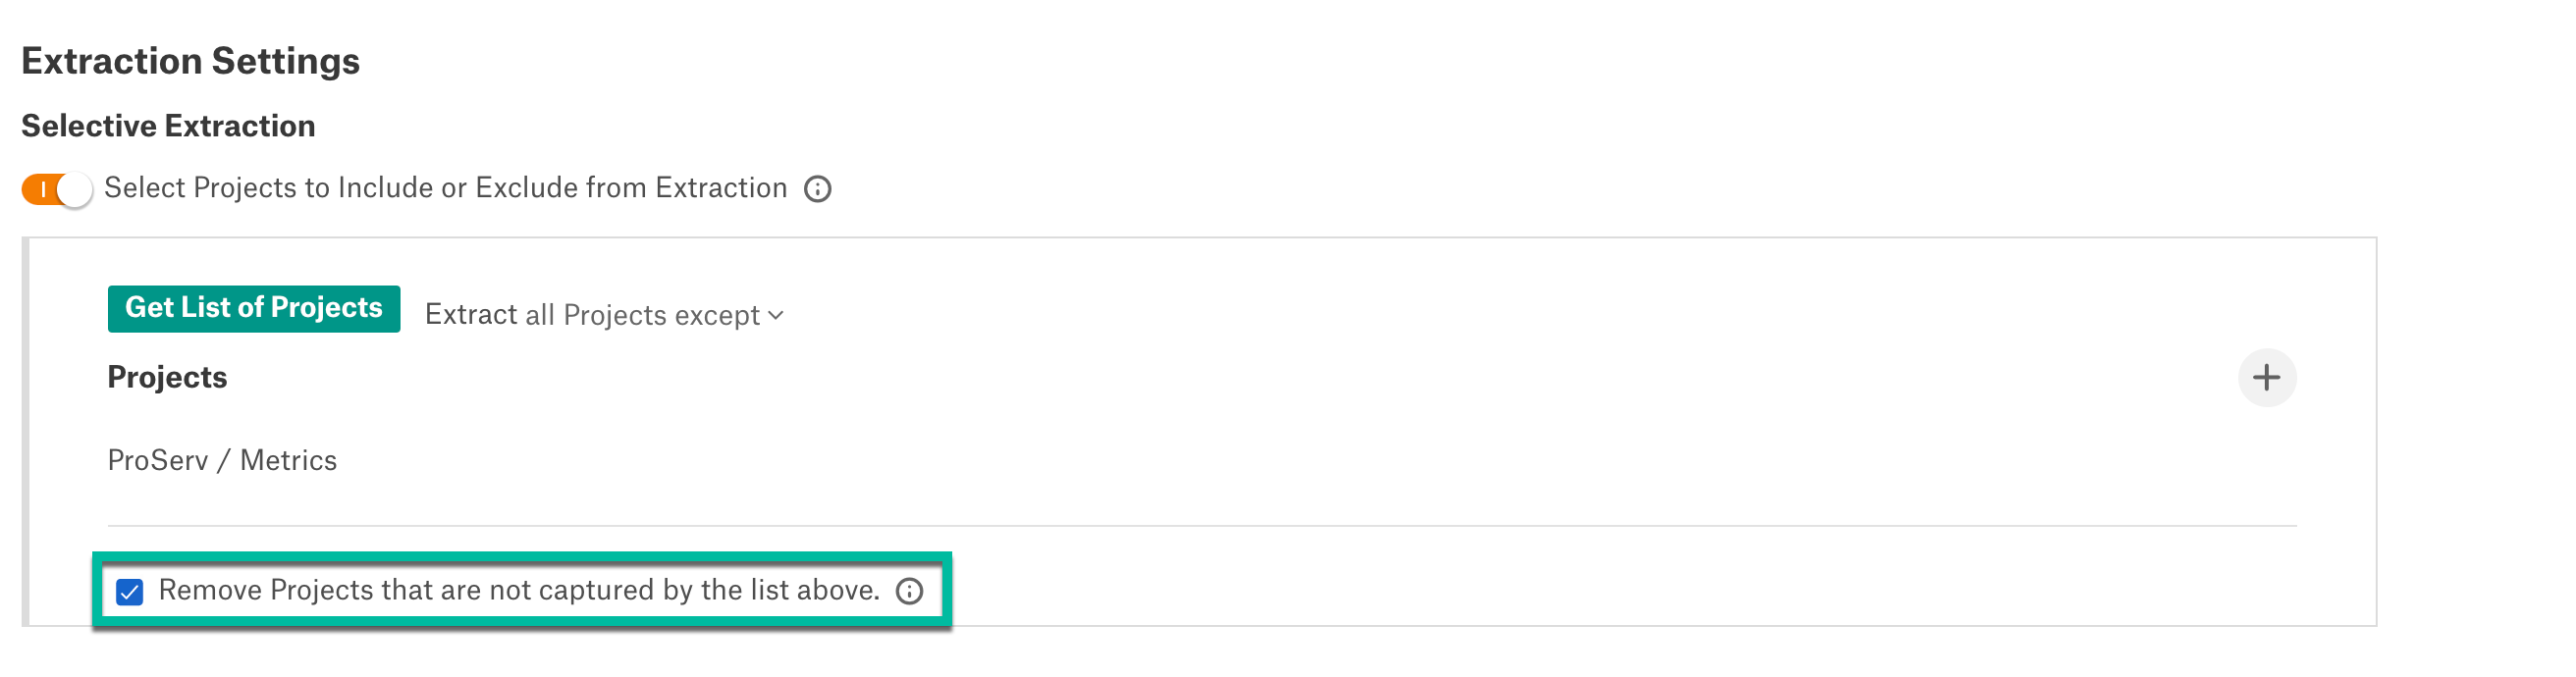 Extraction Settings
Selective Extraction
Select Projects to Include or Exclude from Extraction
Get List of Projects Extract all Projects except
Projects
ProServ / Metrics
Remove Projects that are not captured by the list above.